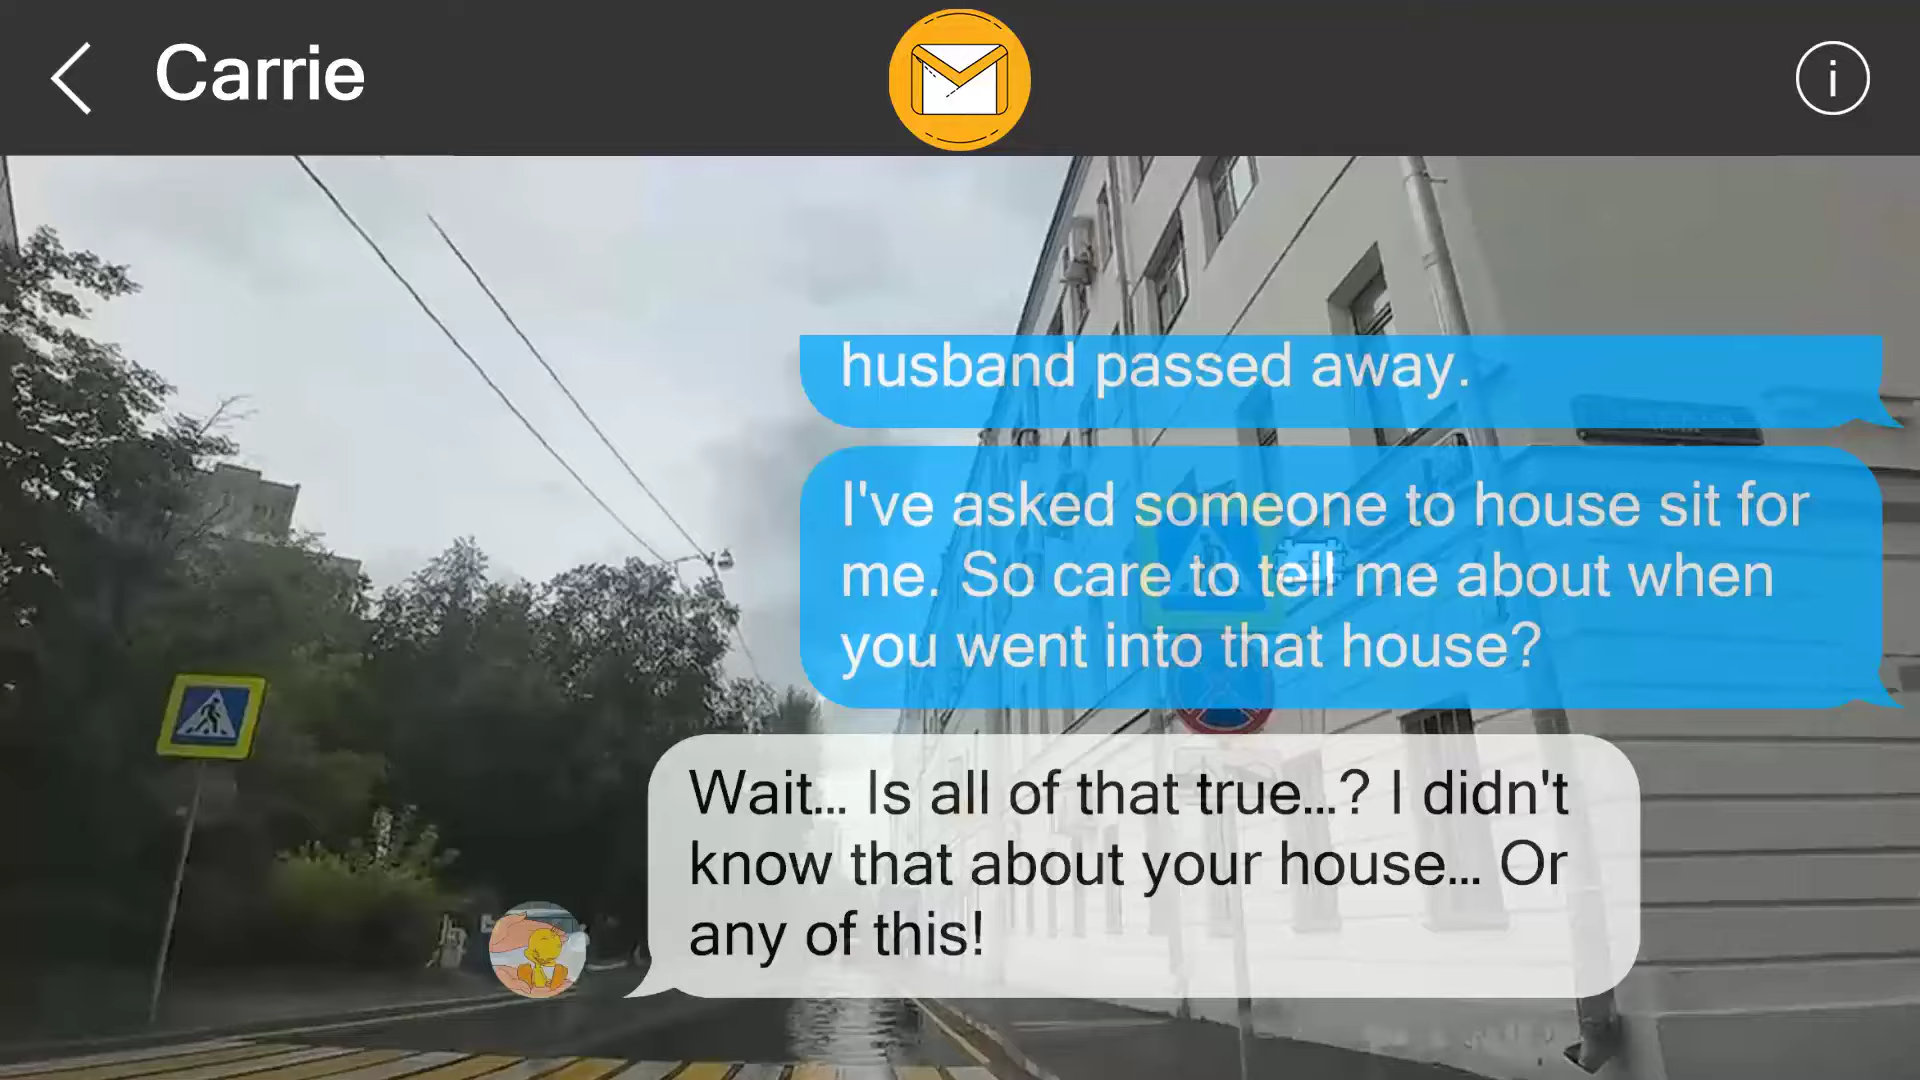 Carrie
husband passed away.
I've asked someone to house sit for
me. So care to tell me about when
you went into that house?
Wait... Is all of that true...? I didn't
know that about your house... Or
any of this!